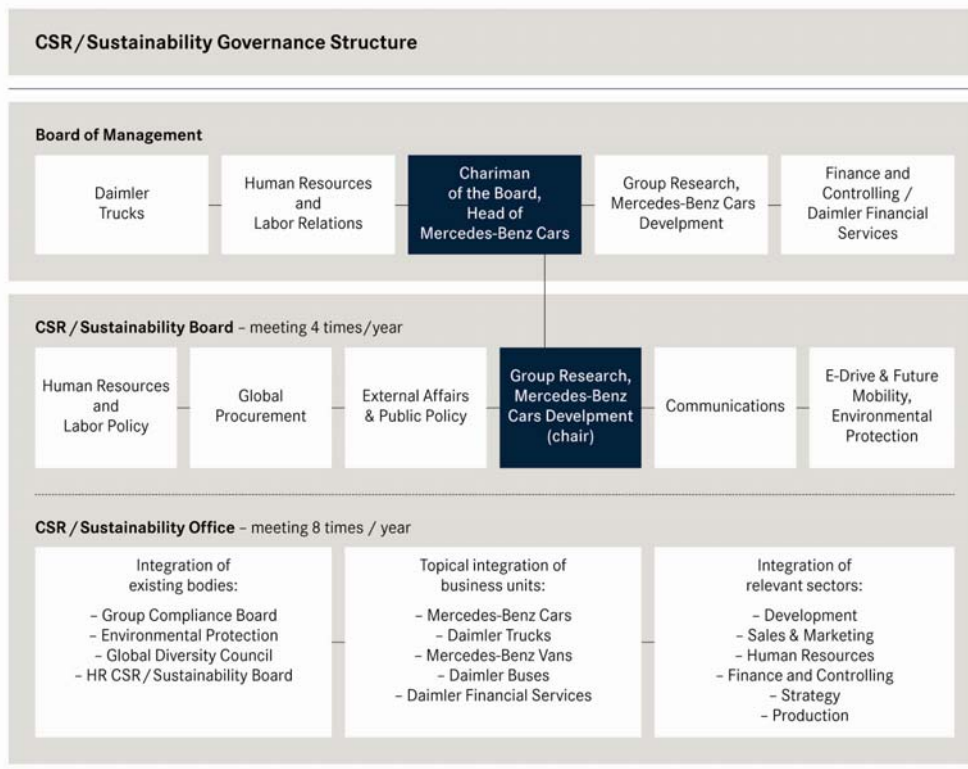 CSR/Sustainability Governance Structure
Board of Management
Daimler
Trucks
Human Resources
and
Labor Relations
Chariman
of the Board,
Head of
Mercedes-Benz Cars
Group Research,
Mercedes-Benz Cars
Develpment
Finance and
Controlling /
Daimler Financial
Services
CSR/Sustainability Board – meeting 4 times/year
Human Resources
and
Labor Policy
Global
Procurement
External Affairs
& Public Policy
Group Research,
Mercedes-Benz
Cars Develpment
(chair)
Communications
E-Drive & Future
Mobility,
Environmental
Protection
CSR/Sustainability Office – meeting 8 times / year
Integration of
existing bodies:
– Group Compliance Board
– Environmental Protection
– Global Diversity Council
– HR CSR/Sustainability Board
Topical integration of
business units:
– Mercedes-Benz Cars
– Daimler Trucks
– Mercedes-Benz Vans
– Daimler Buses
– Daimler Financial Services
Integration of
relevant sectors:
– Development
– Sales & Marketing
– Human Resources
– Finance and Controlling
– Strategy
– Production